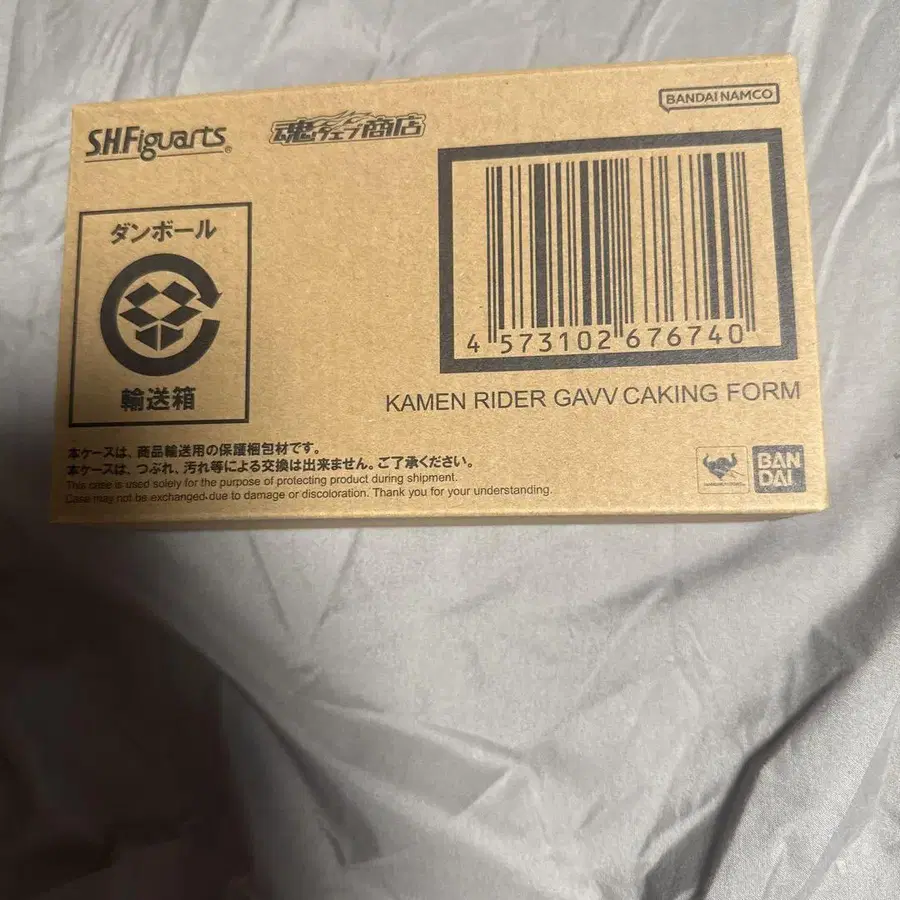 S.H.Figuarts®
魂ウェブ商店
BANDAI NAMCO
ダンボール
輸送箱
4 573102 676740
KAMEN RIDER GAVV CAKING FORM
本ケースは、商品輸送用の保護梱包材です。
本ケースは、つぶれ、汚れ等による交換は出来ません。ご了承ください。
This case is used solely for the purpose of protecting product during shipment.
Case may not be exchanged due to damage or discoloration. Thank you for your understanding.
BAN
DAI